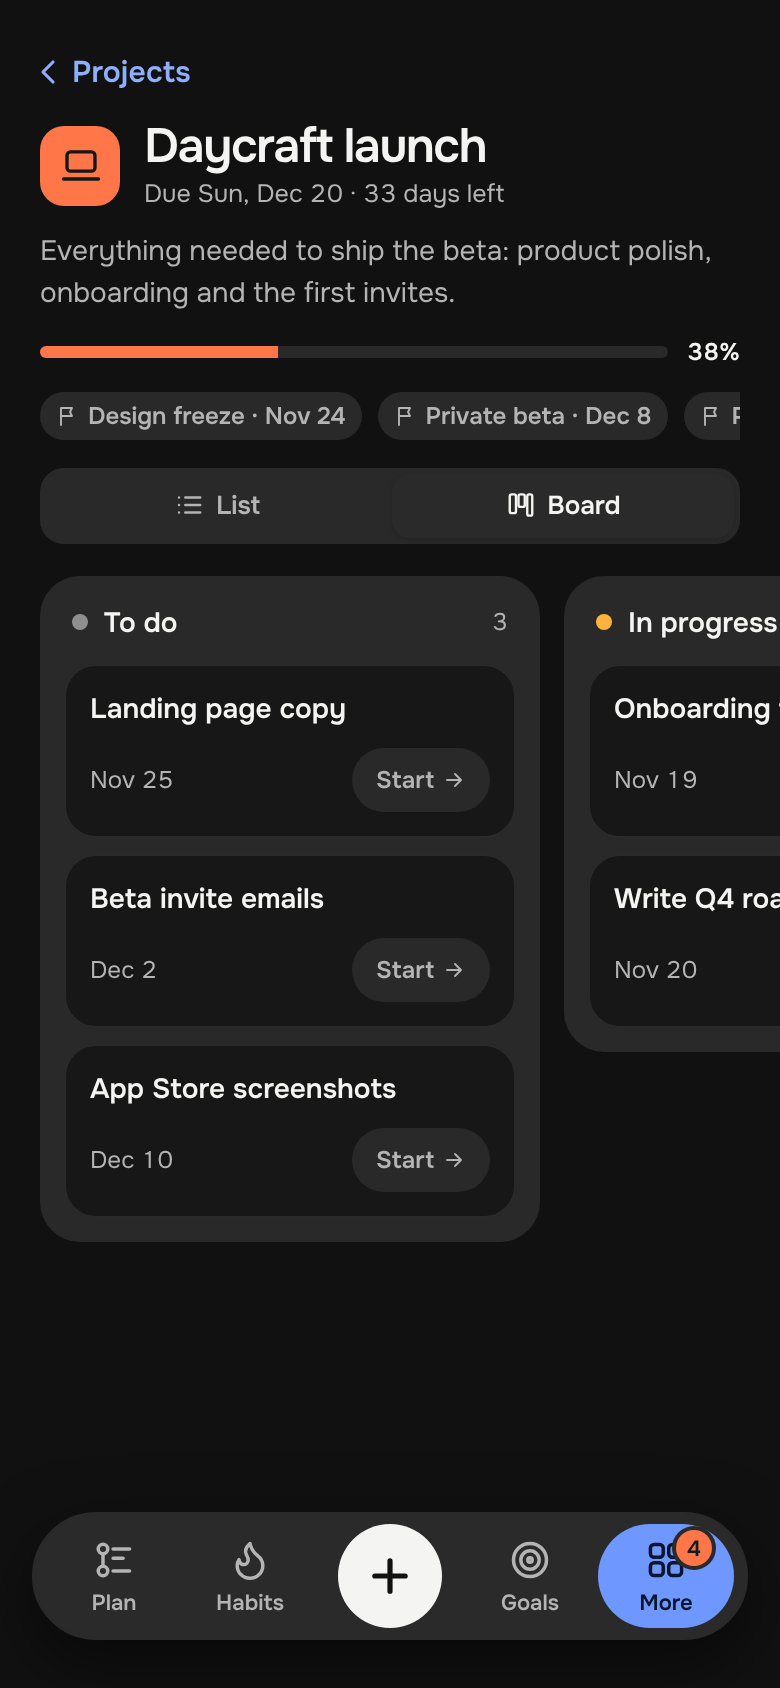 Projects
Daycraft launch
Due Sun, Dec 20 · 33 days left
Everything needed to ship the beta: product polish,
onboarding and the first invites.
38%
Design freeze · Nov 24
Private beta · Dec 8
List
Board
To do
3
Landing page copy
Nov 25
Start →
Beta invite emails
Dec 2
Start →
App Store screenshots
Dec 10
Start →
In progress
Onboarding
Nov 19
Write Q4
Nov 20
Plan
Habits
Goals
More
4